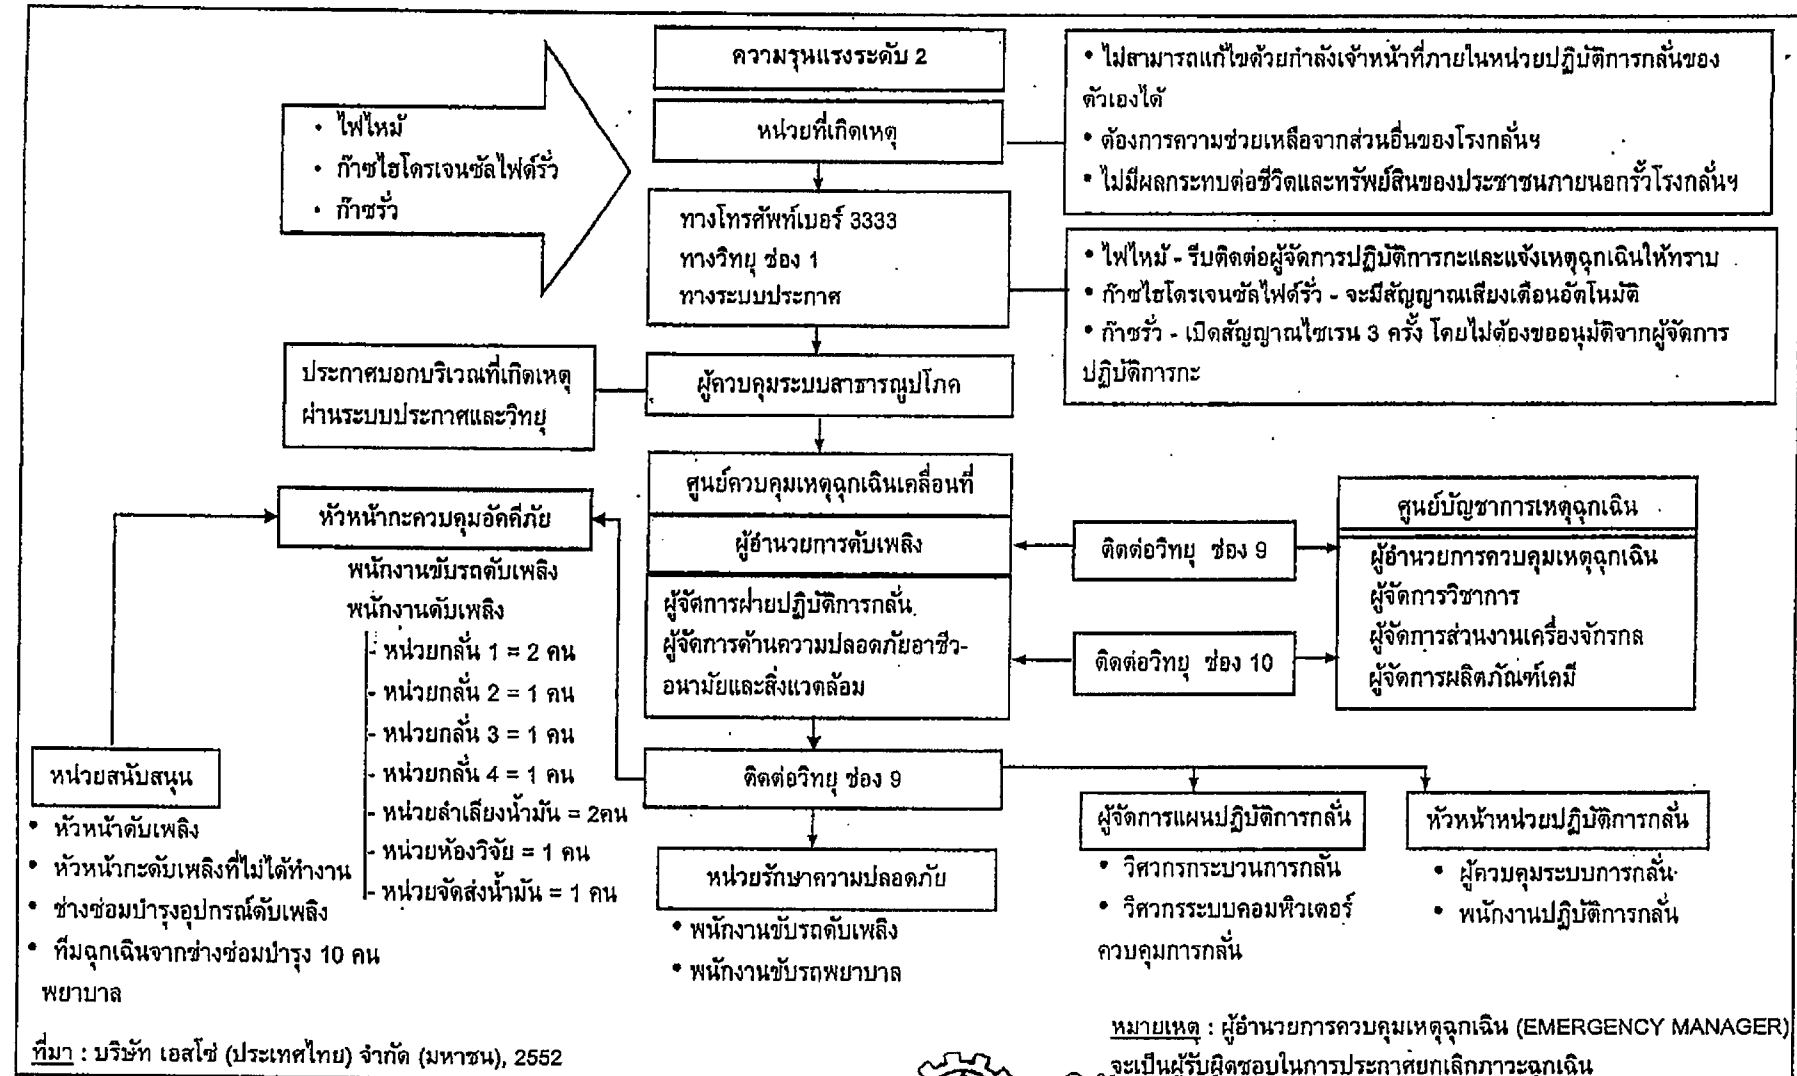 ความรุนแรงระดับ 2
หน่วยที่เกิดเหตุ
• ไฟไหม้
• ก๊าซไฮโดรเจนซัลไฟด์รั่ว
• ก๊าซรั่ว
• ไม่สามารถแก้ไขด้วยกำลังเจ้าหน้าที่ภายในหน่วยปฏิบัติการกลั่นของ
ตัวเองได้
• ต้องการความช่วยเหลือจากส่วนอื่นของโรงกลั่นฯ
• ไม่มีผลกระทบต่อชีวิตและทรัพย์สินของประชาชนภายนอกรั้วโรงกลั่นฯ
ทางโทรศัพท์เบอร์ 3333
ทางวิทยุ ช่อง 1
ทางระบบประกาศ
• ไฟไหม้ - รีบติดต่อผู้จัดการปฏิบัติการกะและแจ้งเหตุฉุกเฉินให้ทราบ
• ก๊าซไฮโดรเจนซัลไฟด์รั่ว - จะมีสัญญาณเสียงเตือนอัตโนมัติ
• ก๊าซรั่ว - เปิดสัญญาณไซเรน 3 ครั้ง โดยไม่ต้องขออนุมัติจากผู้จัดการ
ปฏิบัติการกะ
ประกาศบอกบริเวณที่เกิดเหตุ
ผ่านระบบประกาศและวิทยุ
ผู้ควบคุมระบบสาธารณูปโภค
ศูนย์ควบคุมเหตุฉุกเฉินเคลื่อนที่
ผู้อำนวยการดับเพลิง
ผู้จัดการฝ่ายปฏิบัติการกลั่น
ผู้จัดการด้านความปลอดภัยอาชีว-
อนามัยและสิ่งแวดล้อม
ติดต่อวิทยุ ช่อง 9
ติดต่อวิทยุ ช่อง 10
ศูนย์บัญชาการเหตุฉุกเฉิน
ผู้อำนวยการควบคุมเหตุฉุกเฉิน
ผู้จัดการวิชาการ
ผู้จัดการส่วนงานเครื่องจักรกล
ผู้จัดการผลิตภัณฑ์เคมี
หัวหน้ากะควบคุมอัคคีภัย
พนักงานขับรถดับเพลิง
พนักงานดับเพลิง
- หน่วยกลั่น 1 = 2 คน
- หน่วยกลั่น 2 = 1 คน
- หน่วยกลั่น 3 = 1 คน
- หน่วยกลั่น 4 = 1 คน
- หน่วยลำเลียงน้ำมัน = 2คน
- หน่วยห้องวิจัย = 1 คน
- หน่วยจัดส่งน้ำมัน = 1 คน
หน่วยสนับสนุน
• หัวหน้าดับเพลิง
• หัวหน้ากะดับเพลิงที่ไม่ได้ทำงาน
• ช่างซ่อมบำรุงอุปกรณ์ดับเพลิง
• ทีมฉุกเฉินจากช่างซ่อมบำรุง 10 คน
พยาบาล
ติดต่อวิทยุ ช่อง 9
หน่วยรักษาความปลอดภัย
• พนักงานขับรถดับเพลิง
• พนักงานขับรถพยาบาล
ผู้จัดการแผนปฏิบัติการกลั่น
• วิศวกรกระบวนการกลั่น
• วิศวกรระบบคอมพิวเตอร์
ควบคุมการกลั่น
หัวหน้าหน่วยปฏิบัติการกลั่น
• ผู้ควบคุมระบบการกลั่น
• พนักงานปฏิบัติการกลั่น
ที่มา : บริษัท เอสโซ่ (ประเทศไทย) จำกัด (มหาชน), 2552
หมายเหตุ : ผู้อำนวยการควบคุมเหตุฉุกเฉิน (EMERGENCY MANAGER)
จะเป็นผู้รับผิดชอบในการประกาศยกเลิกภาวะฉุกเฉิน